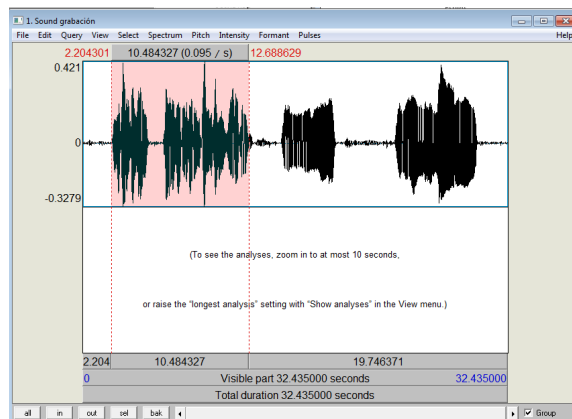 1. Sound grabación
File Edit Query View Select Spectrum Pitch Intensity Formant Pulses Help
2.204301 10.484327 (0.095 / s) 12.688629
0.421
0
-0.3279
(To see the analyses, zoom in to at most 10 seconds,
or raise the "longest analysis" setting with "Show analyses" in the View menu.)
2.204 10.484327 19.746371
0 Visible part 32.435000 seconds 32.435000
Total duration 32.435000 seconds
all in out sel bak Group